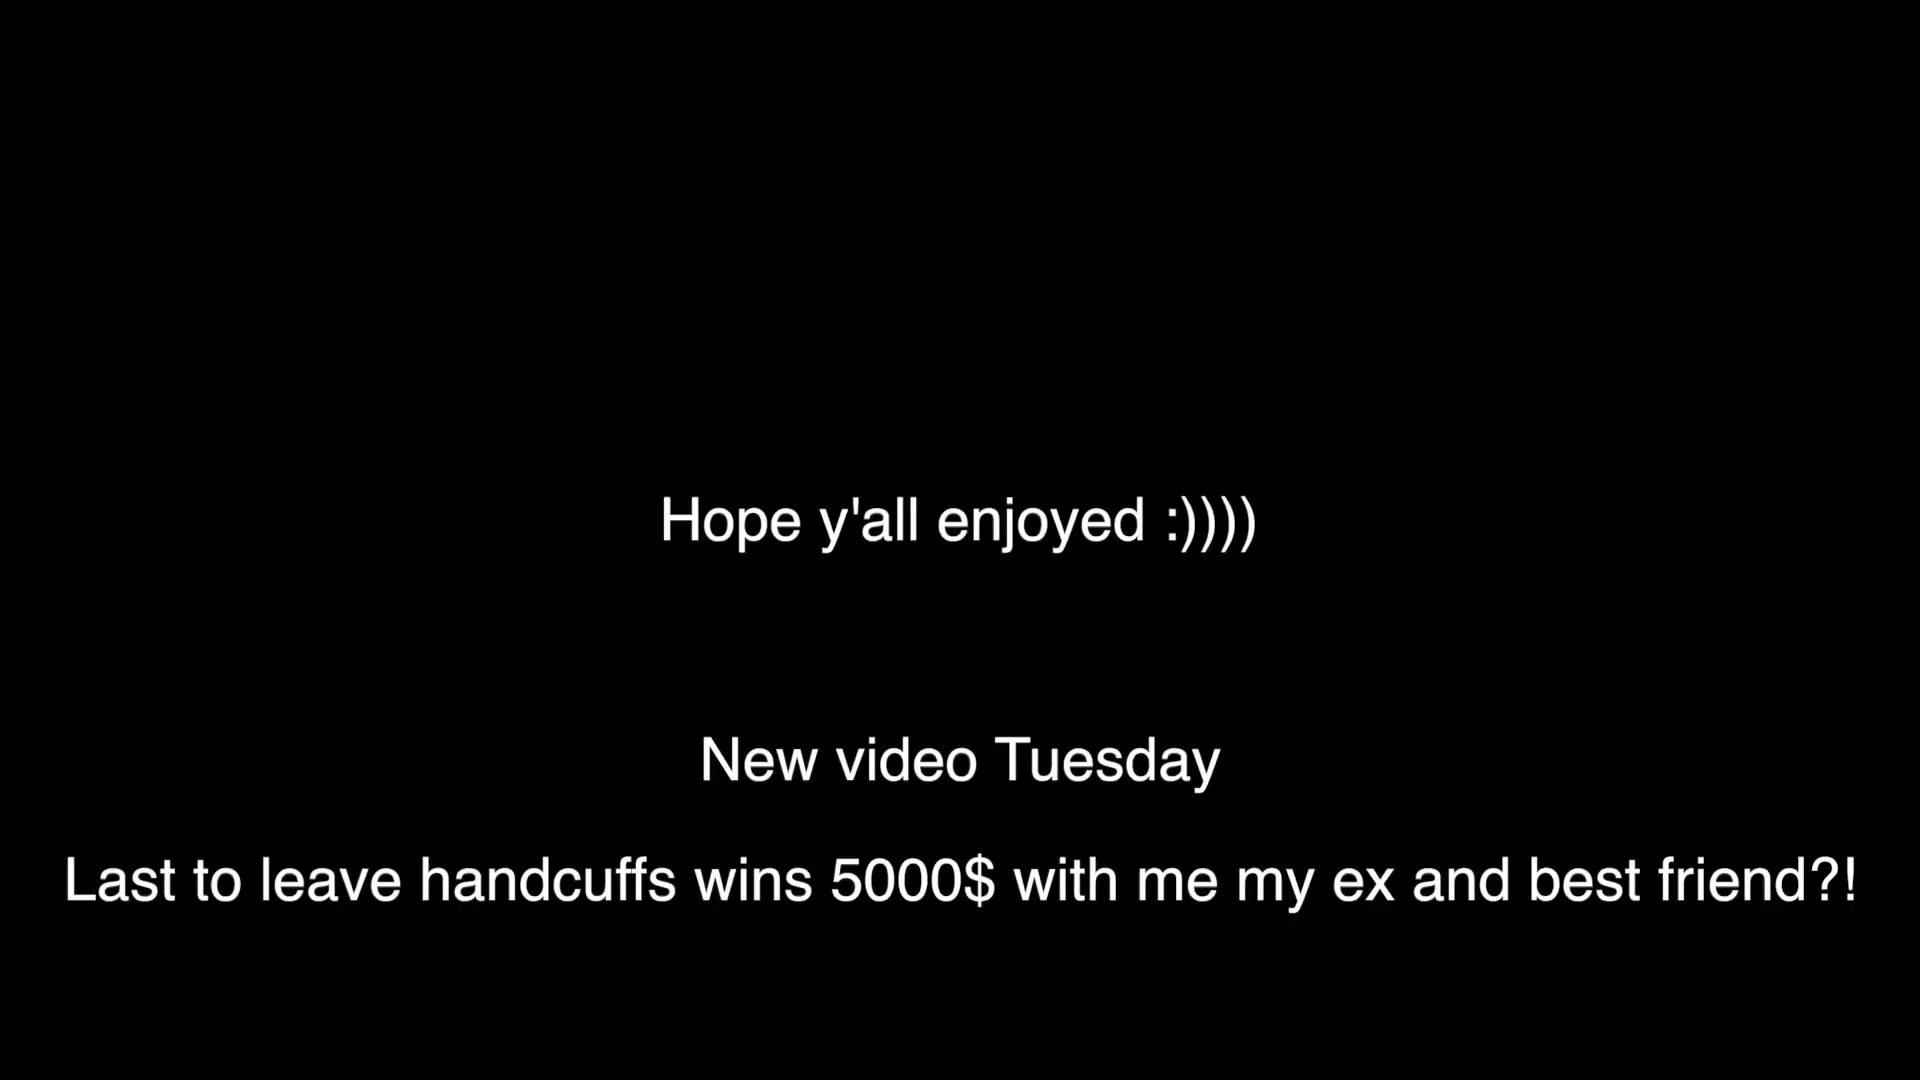 Hope y'all enjoyed :))))
New video Tuesday
Last to leave handcuffs wins 5000$ with me my ex and best friend?!